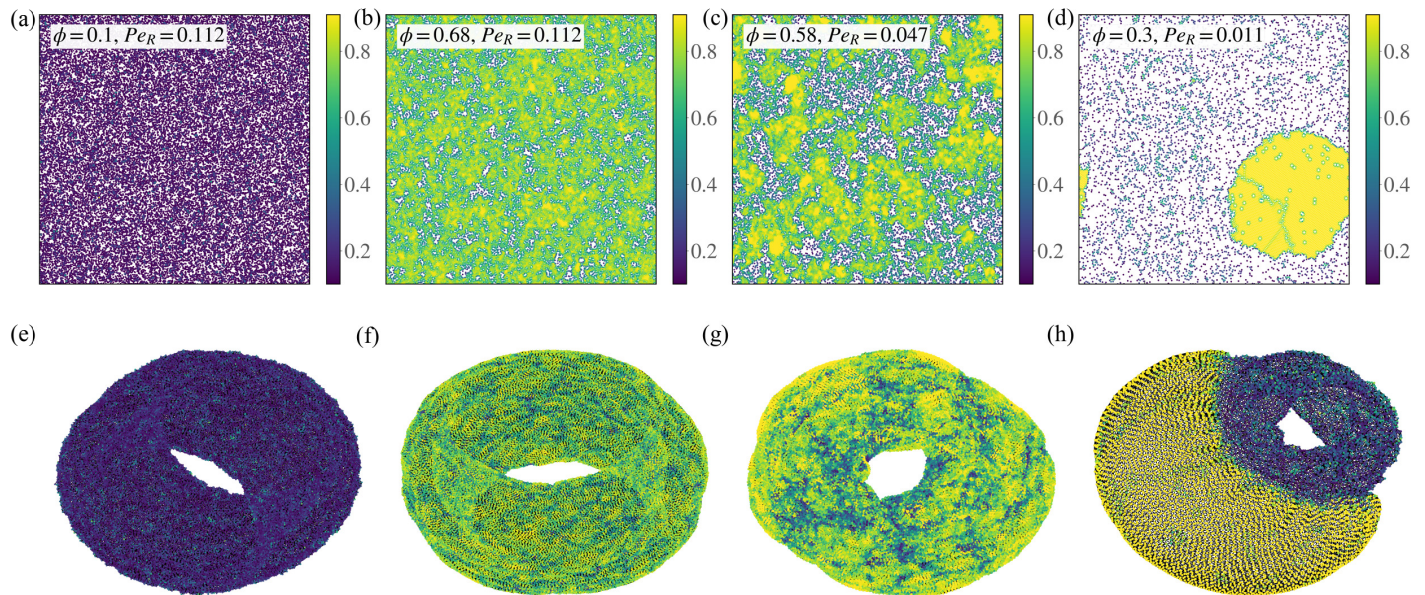 (a)
ϕ = 0.1, Pe_R = 0.112
0.8
0.6
0.4
0.2
(b)
ϕ = 0.68, Pe_R = 0.112
0.8
0.6
0.4
0.2
(c)
ϕ = 0.58, Pe_R = 0.047
0.8
0.6
0.4
0.2
(d)
ϕ = 0.3, Pe_R = 0.011
0.8
0.6
0.4
0.2
(e)
(f)
(g)
(h)